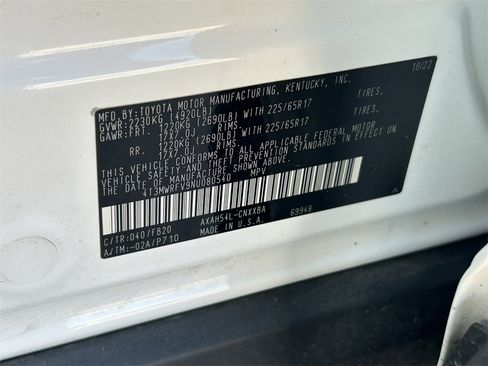 MFD.BY:TOYOTA MOTOR MANUFACTURING, KENTUCKY, INC. 10/22
GVWR:2230KG (4920LB)
GAWR:FRT. 1220KG (2690LB) WITH 225/65R17 TIRES,
17X7.0J RIMS,
RR. 1220KG (2690LB) WITH 225/65R17 TIRES,
17X7.0J RIMS,
THIS VEHICLE CONFORMS TO ALL APPLICABLE FEDERAL MOTOR
VEHICLE SAFETY AND THEFT PREVENTION STANDARDS IN EFFECT
ON THE DATE OF MANUFACTURE SHOWN ABOVE.
4T3MWRFV9NU080540 MPV A
C/TR:040/FB20 AXAH54L-CNXXBA 69948
A/TM:-02A/P710 MADE IN U.S.A.